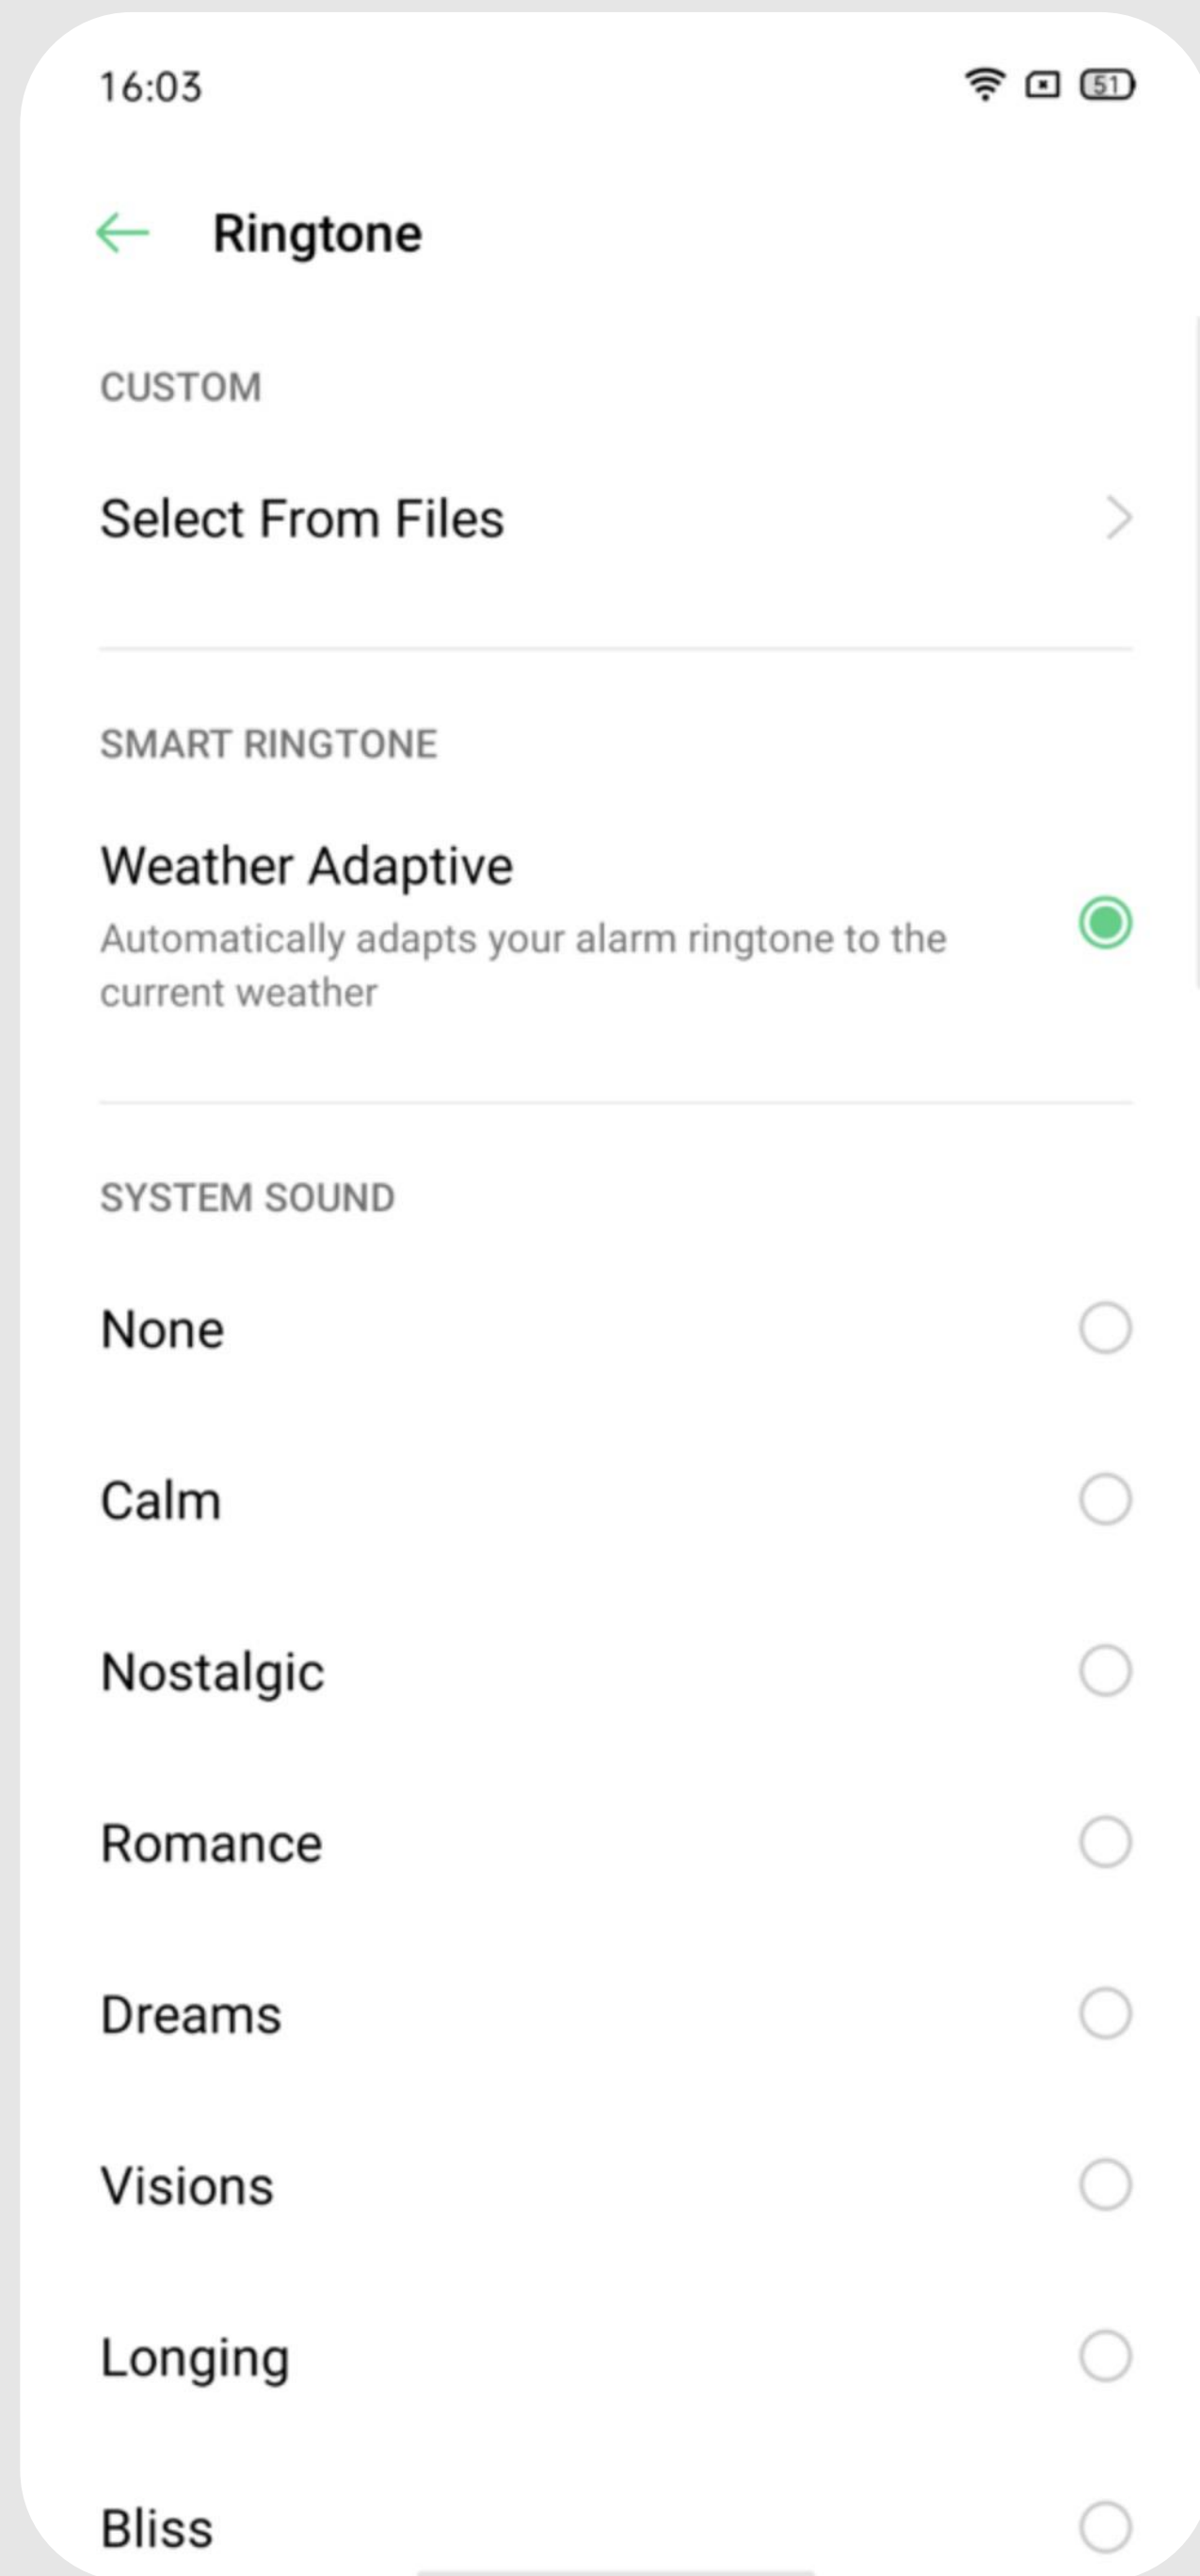 16:03
51
Ringtone
CUSTOM
Select From Files
SMART RINGTONE
Weather Adaptive
Automatically adapts your alarm ringtone to the
current weather
SYSTEM SOUND
None
Calm
Nostalgic
Romance
Dreams
Visions
Longing
Bliss